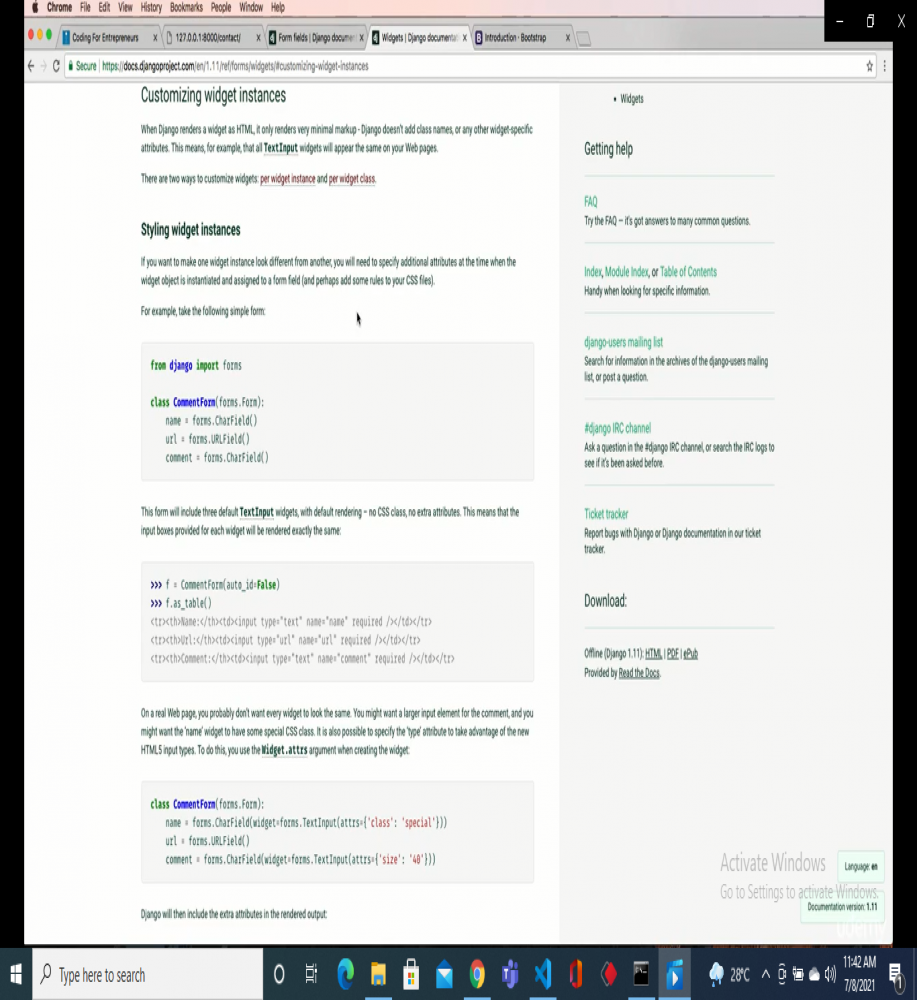 Chrome File Edit View History Bookmarks People Window Help
Coding For Entrepreneurs x 127.0.0.1:8000/contact/ x Form fields | Django documen x Widgets | Django documenta x Introduction · Bootstrap x
Secure https://docs.djangoproject.com/en/1.11/ref/forms/widgets/#customizing-widget-instances
Customizing widget instances
When Django renders a widget as HTML, it only renders very minimal markup - Django doesn't add class names, or any other widget-specific
attributes. This means, for example, that all TextInput widgets will appear the same on your Web pages.
There are two ways to customize widgets: per widget instance and per widget class.
Styling widget instances
If you want to make one widget instance look different from another, you will need to specify additional attributes at the time when the
widget object is instantiated and assigned to a form field (and perhaps add some rules to your CSS files).
For example, take the following simple form:
from django import forms
class CommentForm(forms.Form):
name = forms.CharField()
url = forms.URLField()
comment = forms.CharField()
This form will include three default TextInput widgets, with default rendering – no CSS class, no extra attributes. This means that the
input boxes provided for each widget will be rendered exactly the same:
>>> f = CommentForm(auto_id=False)
>>> f.as_table()
<tr><th>Name:</th><td><input type="text" name="name" required /></td></tr>
<tr><th>Url:</th><td><input type="url" name="url" required /></td></tr>
<tr><th>Comment:</th><td><input type="text" name="comment" required /></td></tr>
On a real Web page, you probably don't want every widget to look the same. You might want a larger input element for the comment, and you
might want the 'name' widget to have some special CSS class. It is also possible to specify the 'type' attribute to take advantage of the new
HTML5 input types. To do this, you use the Widget.attrs argument when creating the widget:
class CommentForm(forms.Form):
name = forms.CharField(widget=forms.TextInput(attrs={'class': 'special'}))
url = forms.URLField()
comment = forms.CharField(widget=forms.TextInput(attrs={'size': '40'}))
Django will then include the extra attributes in the rendered output:
• Widgets
Getting help
FAQ
Try the FAQ – it's got answers to many common questions.
Index, Module Index, or Table of Contents
Handy when looking for specific information.
django-users mailing list
Search for information in the archives of the django-users mailing
list, or post a question.
#django IRC channel
Ask a question in the #django IRC channel, or search the IRC logs to
see if it's been asked before.
Ticket tracker
Report bugs with Django or Django documentation in our ticket
tracker.
Download:
Offline (Django 1.11): HTML | PDF | ePub
Provided by Read the Docs.
Activate Windows
Go to Settings to activate Windows.
Language: en
Documentation version: 1.11
udemy
Type here to search
28°C
11:42 AM
7/8/2021
1